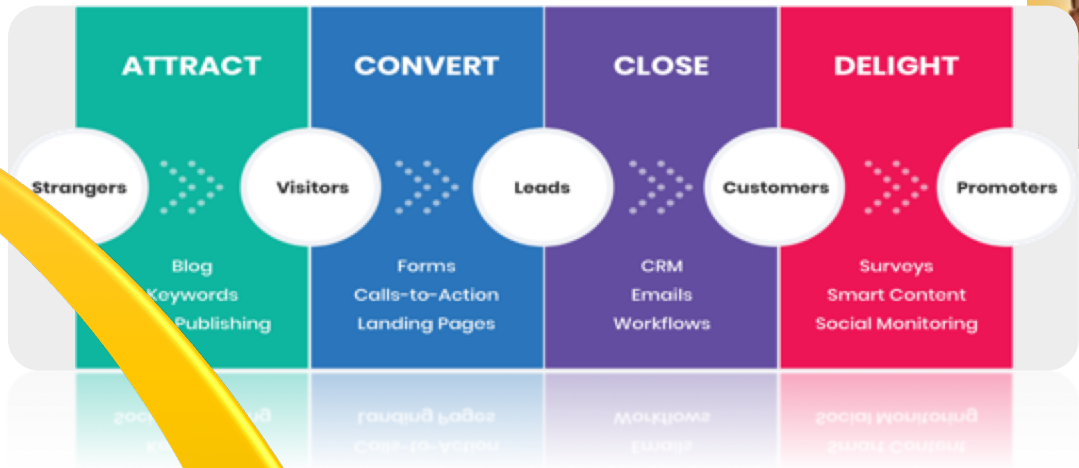 ATTRACT
CONVERT
CLOSE
DELIGHT
Strangers
Visitors
Leads
Customers
Promoters
Blog
Keywords
Publishing
Forms
Calls-to-Action
Landing Pages
CRM
Emails
Workflows
Surveys
Smart Content
Social Monitoring